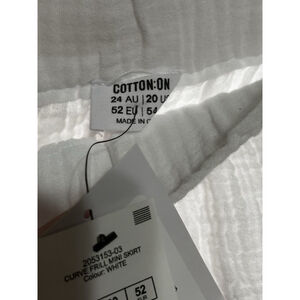 COTTON:ON
24 AU | 20 U
52 EU | 54
MADE IN
2053153-03
CURVE FRILL MINI SKIRT
Colour: WHITE
52